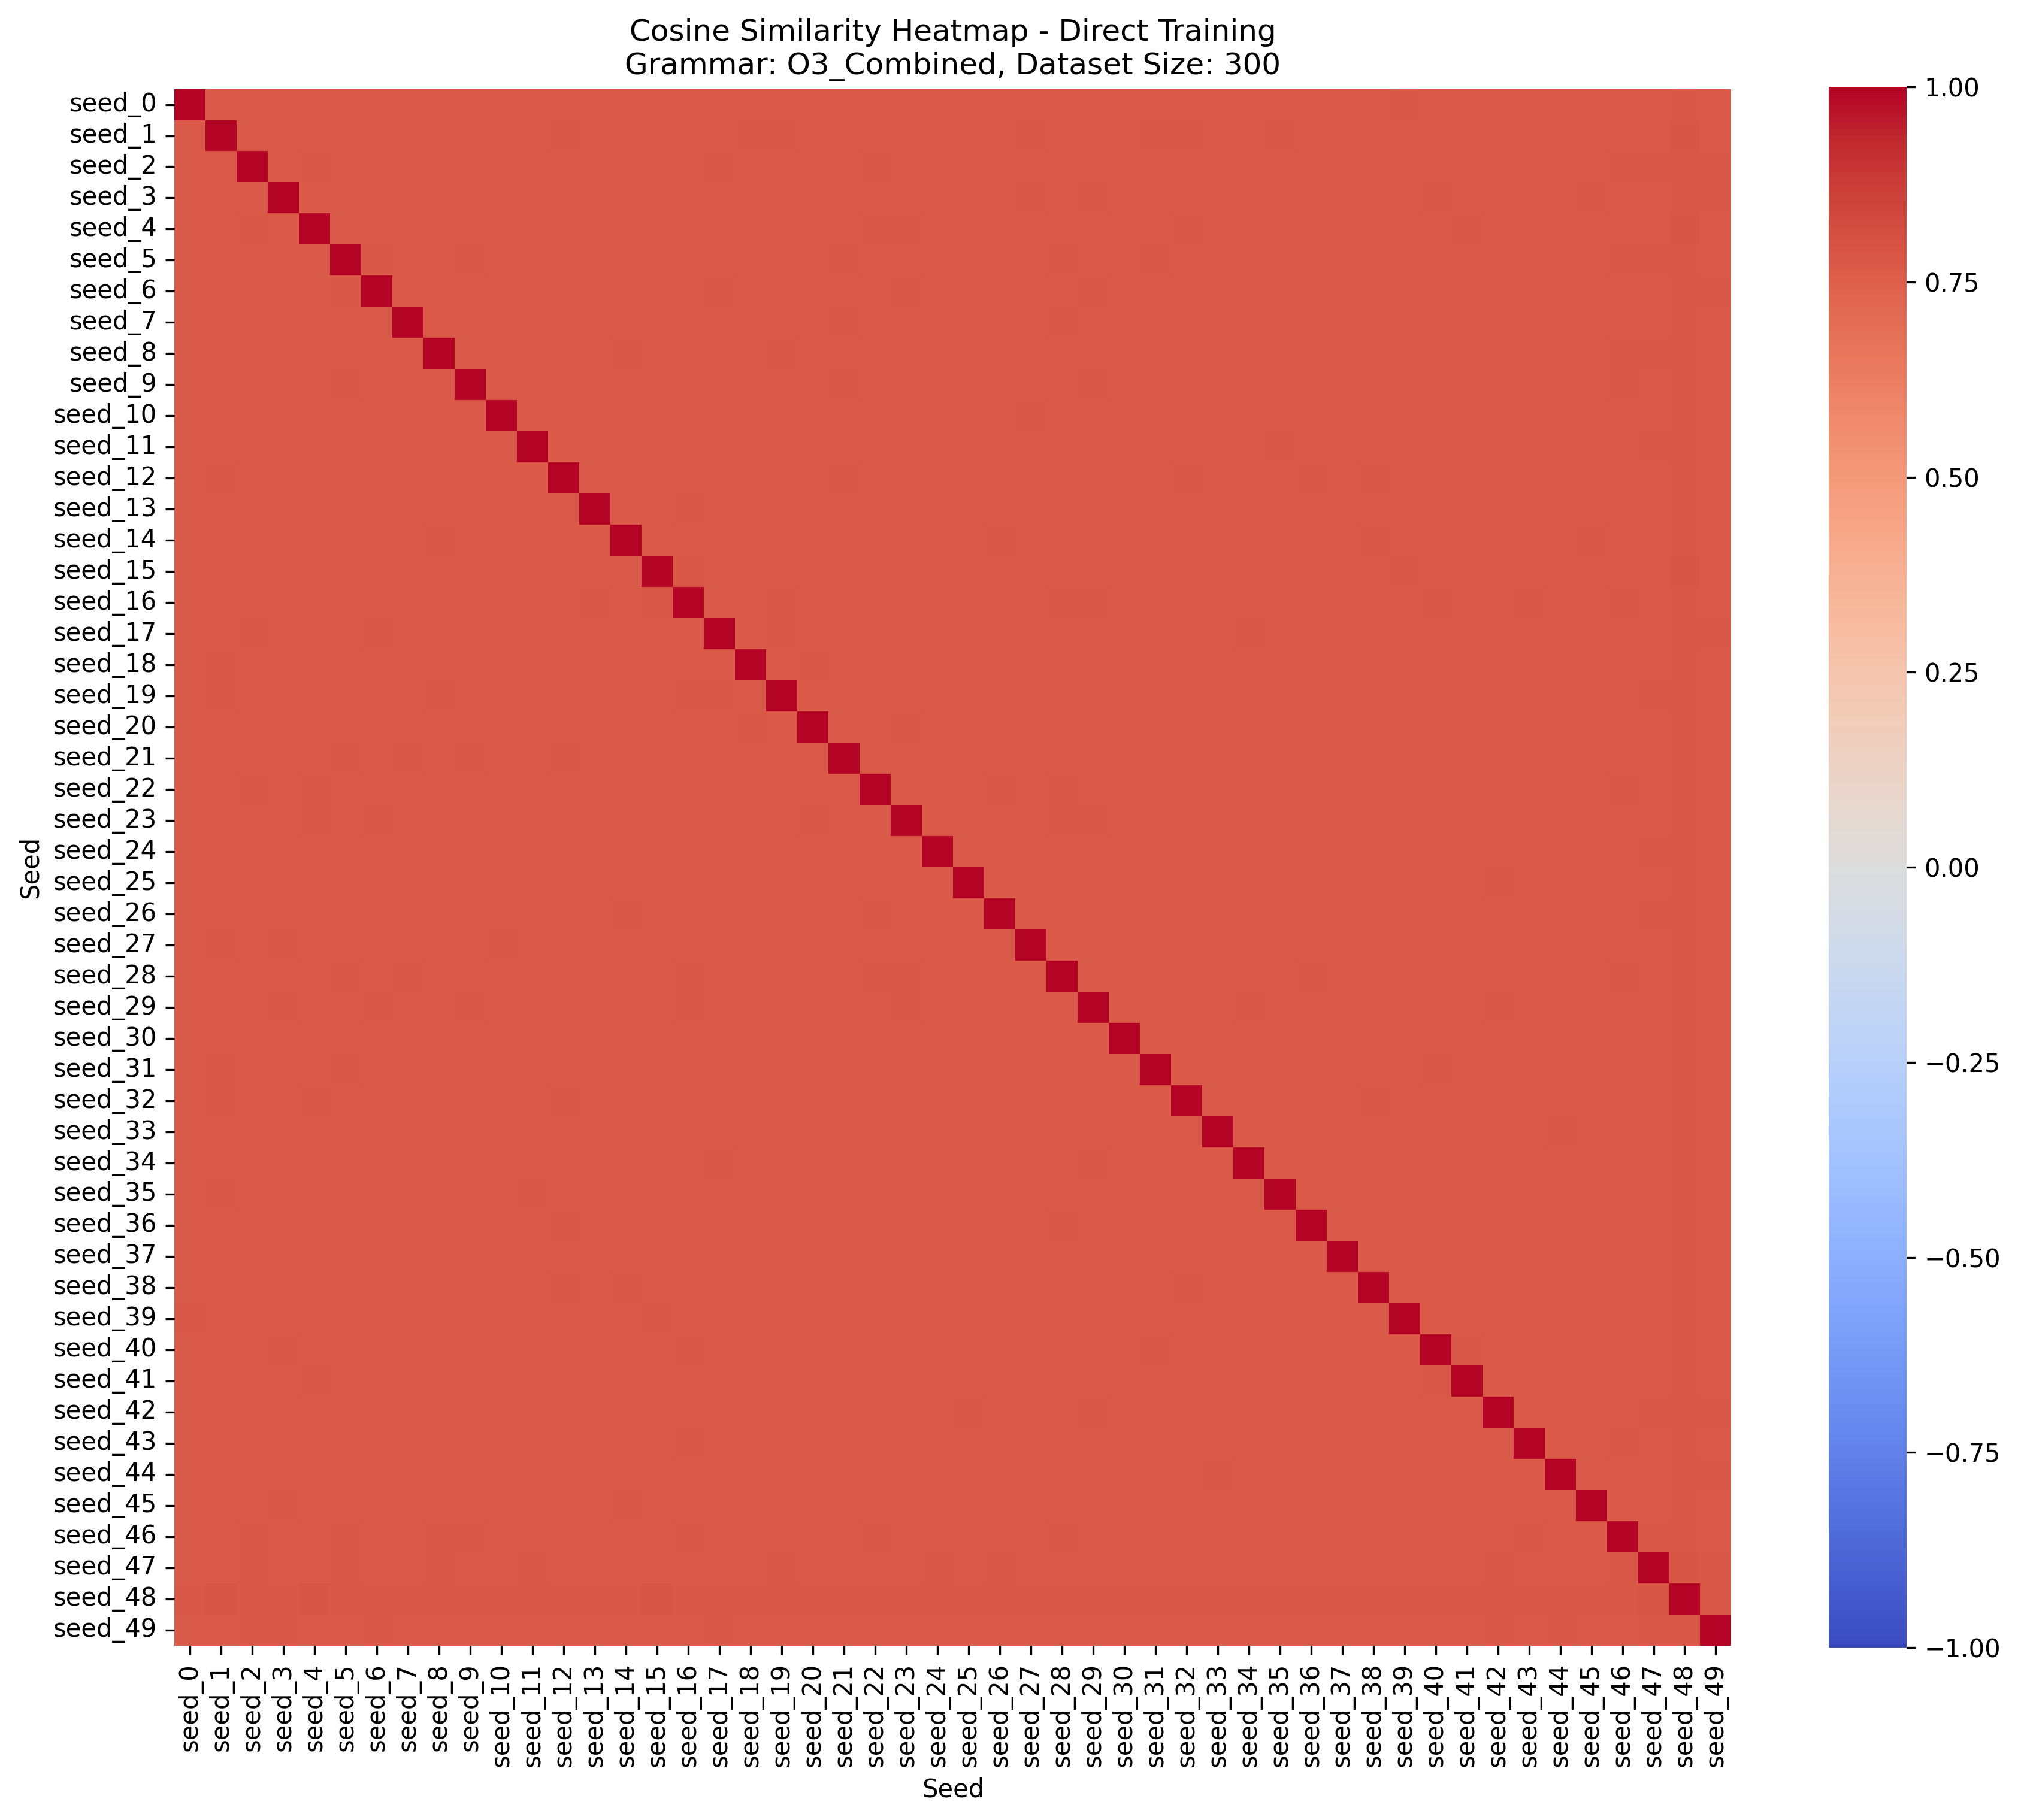 Cosine Similarity Heatmap - Direct Training
Grammar: O3_Combined, Dataset Size: 300
seed_0
seed_1
seed_2
seed_3
seed_4
seed_5
seed_6
seed_7
seed_8
seed_9
seed_10
seed_11
seed_12
seed_13
seed_14
seed_15
seed_16
seed_17
seed_18
seed_19
seed_20
seed_21
seed_22
seed_23
seed_24
seed_25
seed_26
seed_27
seed_28
seed_29
seed_30
seed_31
seed_32
seed_33
seed_34
seed_35
seed_36
seed_37
seed_38
seed_39
seed_40
seed_41
seed_42
seed_43
seed_44
seed_45
seed_46
seed_47
seed_48
seed_49
Seed
seed_0
seed_1
seed_2
seed_3
seed_4
seed_5
seed_6
seed_7
seed_8
seed_9
seed_10
seed_11
seed_12
seed_13
seed_14
seed_15
seed_16
seed_17
seed_18
seed_19
seed_20
seed_21
seed_22
seed_23
seed_24
seed_25
seed_26
seed_27
seed_28
seed_29
seed_30
seed_31
seed_32
seed_33
seed_34
seed_35
seed_36
seed_37
seed_38
seed_39
seed_40
seed_41
seed_42
seed_43
seed_44
seed_45
seed_46
seed_47
seed_48
seed_49
Seed
1.00
0.75
0.50
0.25
0.00
−0.25
−0.50
−0.75
−1.00